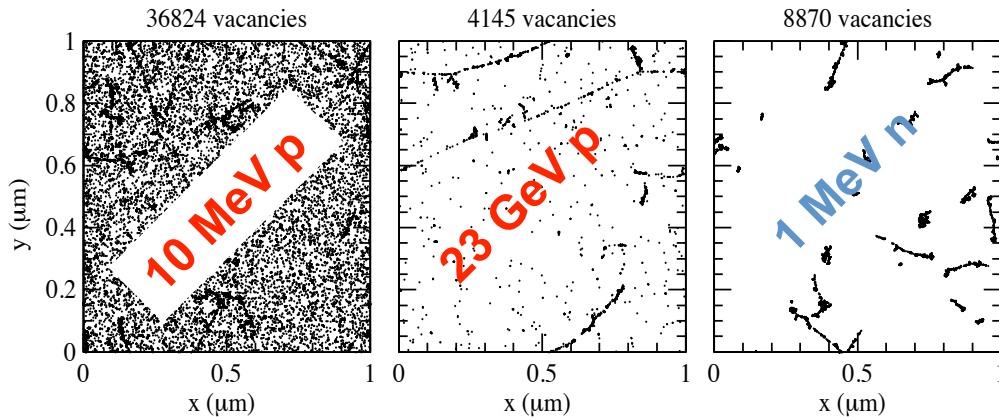 36824 vacancies
4145 vacancies
8870 vacancies
1
0.8
0.6
0.4
0.2
0
y (μm)
10 MeV p
23 GeV p
1 MeV n
0
0.5
1
0
0.5
1
0
0.5
1
x (μm)
x (μm)
x (μm)